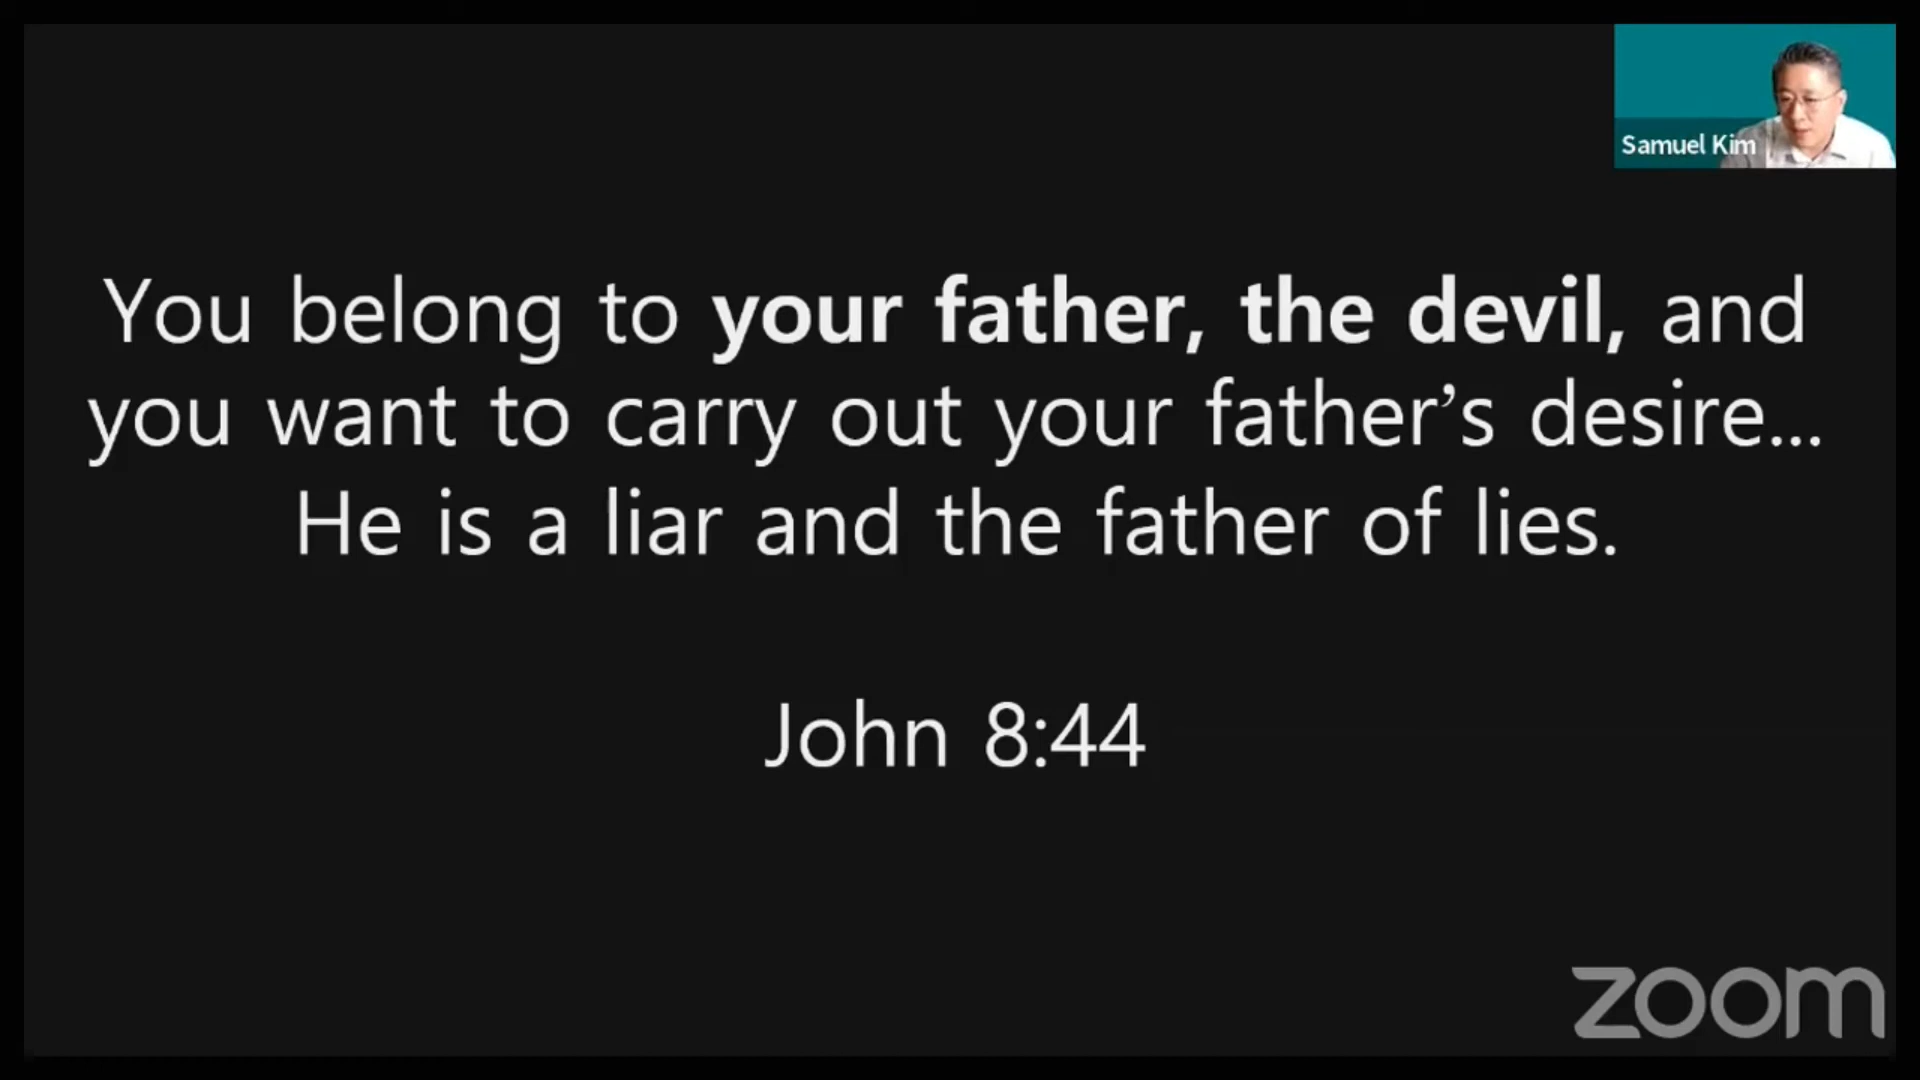 Samuel Kim
You belong to your father, the devil, and
you want to carry out your father’s desire...
He is a liar and the father of lies.
John 8:44
zoom